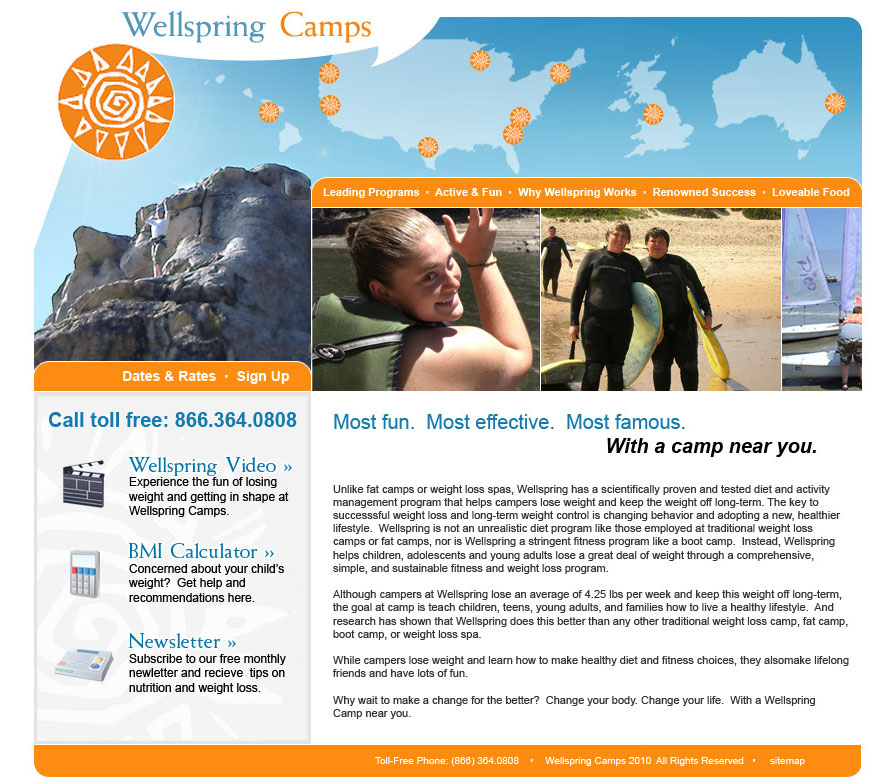 Wellspring Camps
Leading Programs · Active & Fun · Why Wellspring Works · Renowned Success · Loveable Food
Dates & Rates · Sign Up
Call toll free: 866.364.0808
Wellspring Video »
Experience the fun of losing
weight and getting in shape at
Wellspring Camps.
BMI Calculator »
Concerned about your child's
weight? Get help and
recommendations here.
Newsletter »
Subscribe to our free monthly
newletter and recieve tips on
nutrition and weight loss.
Most fun. Most effective. Most famous.
With a camp near you.
Unlike fat camps or weight loss spas, Wellspring has a scientifically proven and tested diet and activity
management program that helps campers lose weight and keep the weight off long-term. The key to
successsful weight loss and long-term weight control is changing behavior and adopting a new, healthier
lifestyle. Wellspring is not an unrealistic diet program like those employed at traditional weight loss
camps or fat camps, nor is Wellspring a stringent fitness program like a boot camp. Instead, Wellspring
helps children, adolescents and young adults lose a great deal of weight through a comprehensive,
simple, and sustainable fitness and weight loss program.
Although campers at Wellspring lose an average of 4.25 lbs per week and keep this weight off long-term,
the goal at camp is teach children, teens, young adults, and families how to live a healthy lifestyle. And
research has shown that Wellspring does this better than any other traditional weight loss camp, fat camp,
boot camp, or weight loss spa.
While campers lose weight and learn how to make healthy diet and fitness choices, they alsomake lifelong
friends and have lots of fun.
Why wait to make a change for the better? Change your body. Change your life. With a Wellspring
Camp near you.
Toll-Free Phone: (866) 364.0808 · Wellspring Camps 2010 All Rights Reserved · sitemap